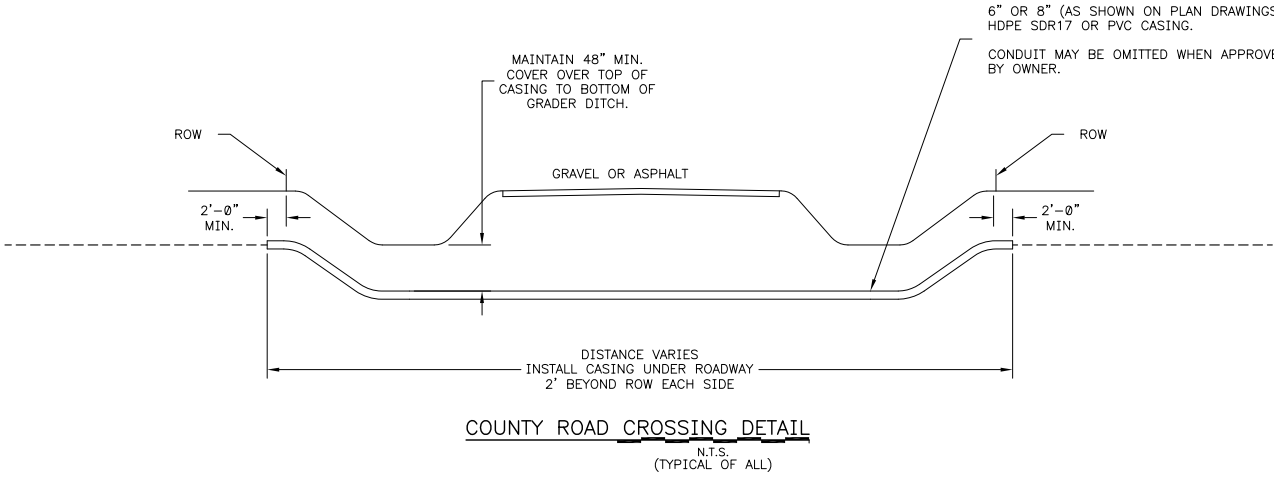 6" OR 8" (AS SHOWN ON PLAN DRAWINGS
HDPE SDR17 OR PVC CASING.
CONDUIT MAY BE OMITTED WHEN APPROVE
BY OWNER.
MAINTAIN 48" MIN.
COVER OVER TOP OF
CASING TO BOTTOM OF
GRADER DITCH.
ROW
ROW
GRAVEL OR ASPHALT
2'-0"
MIN.
2'-0"
MIN.
DISTANCE VARIES
INSTALL CASING UNDER ROADWAY
2' BEYOND ROW EACH SIDE
COUNTY ROAD CROSSING DETAIL
N.T.S.
(TYPICAL OF ALL)